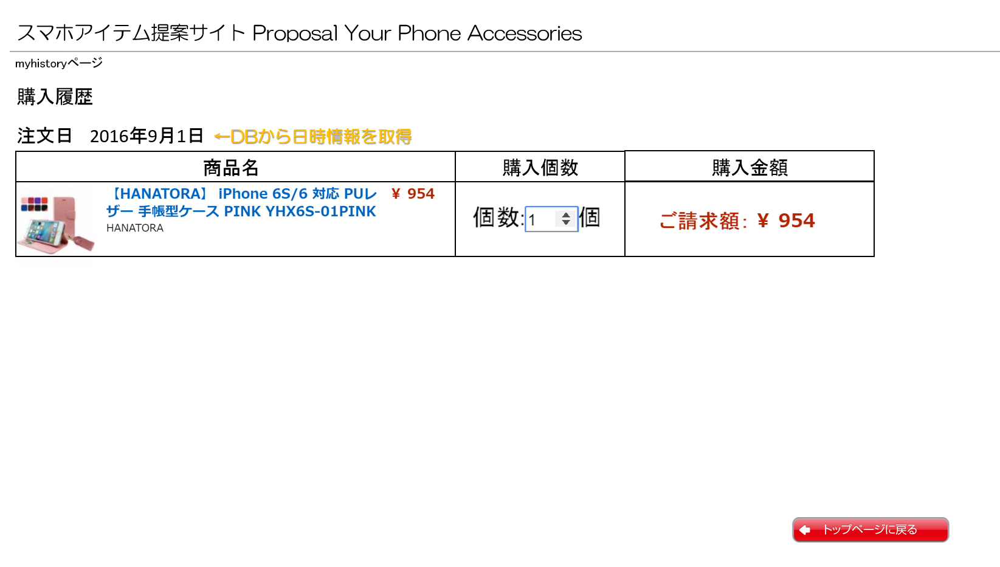 スマホアイテム提案サイト Proposal Your Phone Accessories
myhistoryページ
購入履歴
注文日　2016年9月1日 ←DBから日時情報を取得
商品名 購入個数 購入金額
【HANATORA】 iPhone 6S/6 対応 PUレ ¥ 954
ザー 手帳型ケース PINK YHX6S-01PINK
HANATORA
個数:1個
ご請求額: ¥ 954
トップページに戻る